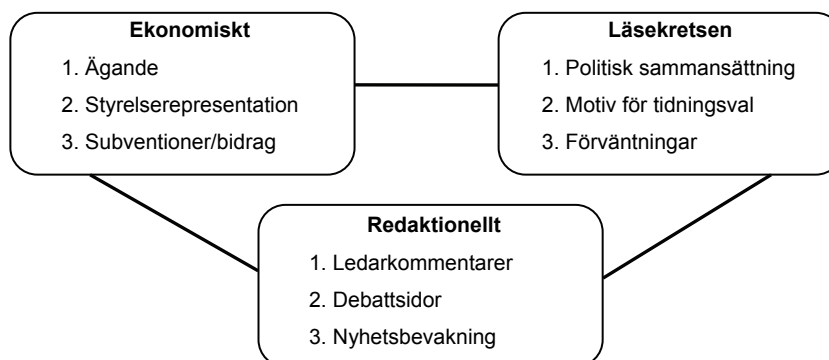 Ekonomiskt
1. Ägande
2. Styrelserepresentation
3. Subventioner/bidrag
Läsekretsen
1. Politisk sammansättning
2. Motiv för tidningsval
3. Förväntningar
Redaktionellt
1. Ledarkommentarer
2. Debattsidor
3. Nyhetsbevakning